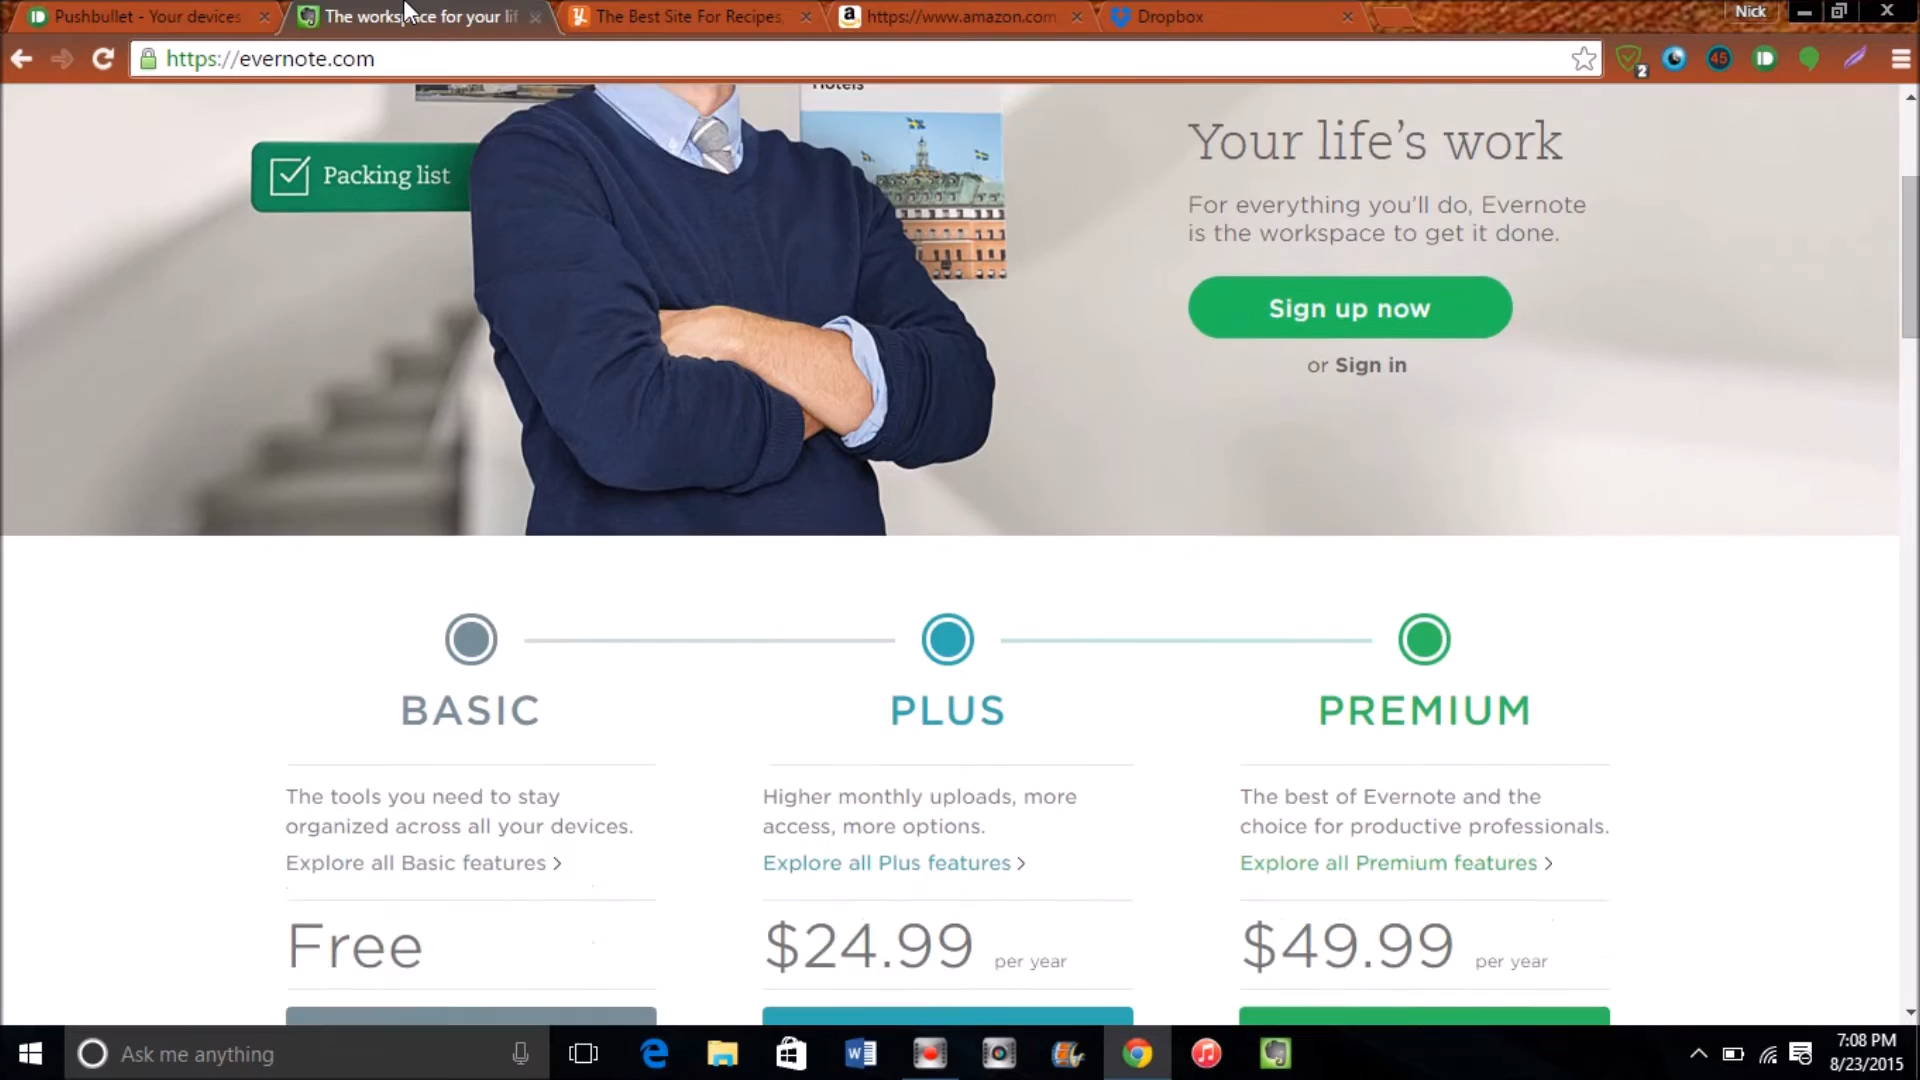 Pushbullet - Your devices
The workspace for your lif
The Best Site For Recipes,
https://www.amazon.com
Dropbox
Nick
https://evernote.com
2
45
Hotels
Packing list
Your life's work
For everything you'll do, Evernote
is the workspace to get it done.
Sign up now
or Sign in
BASIC
PLUS
PREMIUM
The tools you need to stay
organized across all your devices.
Explore all Basic features >
Higher monthly uploads, more
access, more options.
Explore all Plus features >
The best of Evernote and the
choice for productive professionals.
Explore all Premium features >
Free
$24.99 per year
$49.99 per year
Ask me anything
7:08 PM
8/23/2015